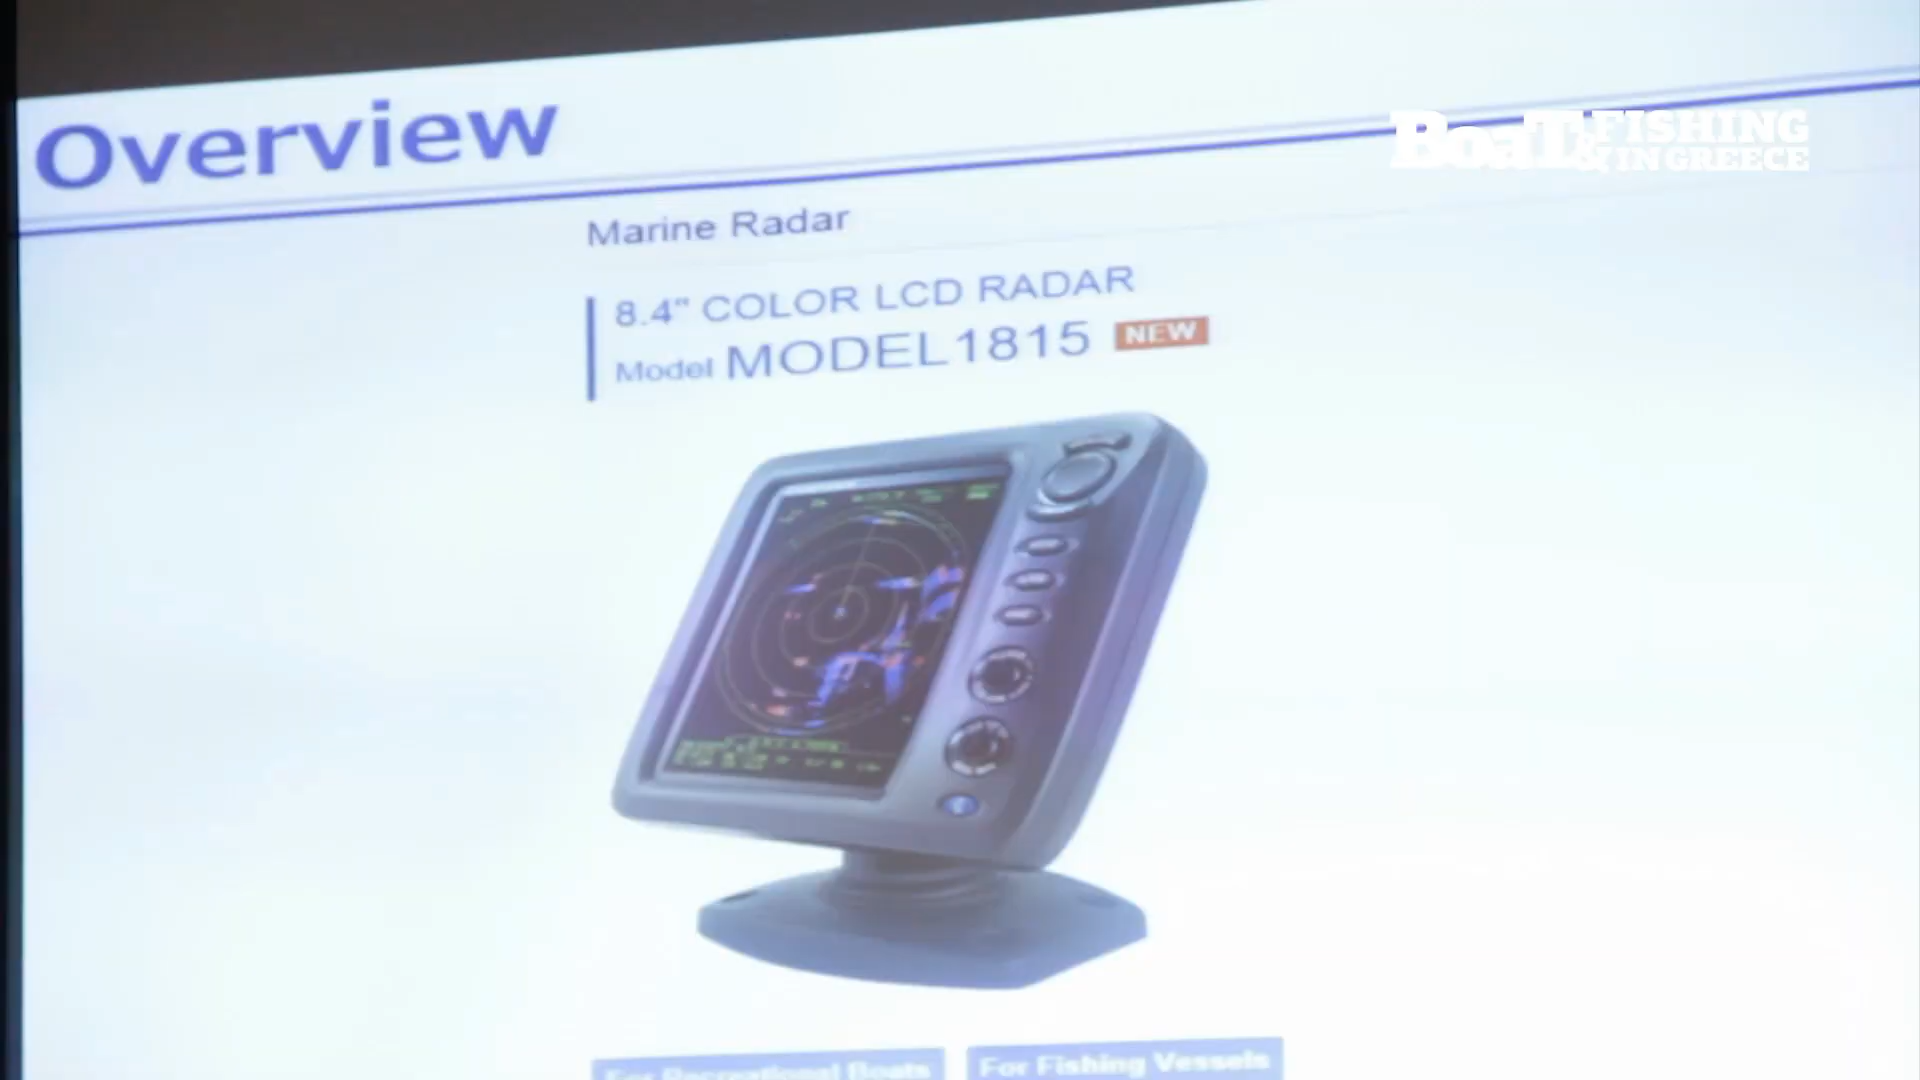 Overview
BoaT & FISHING
IN GREECE
Marine Radar
8.4" COLOR LCD RADAR
Model MODEL1815 NEW
For Recreational Boats
For Fishing Vessels